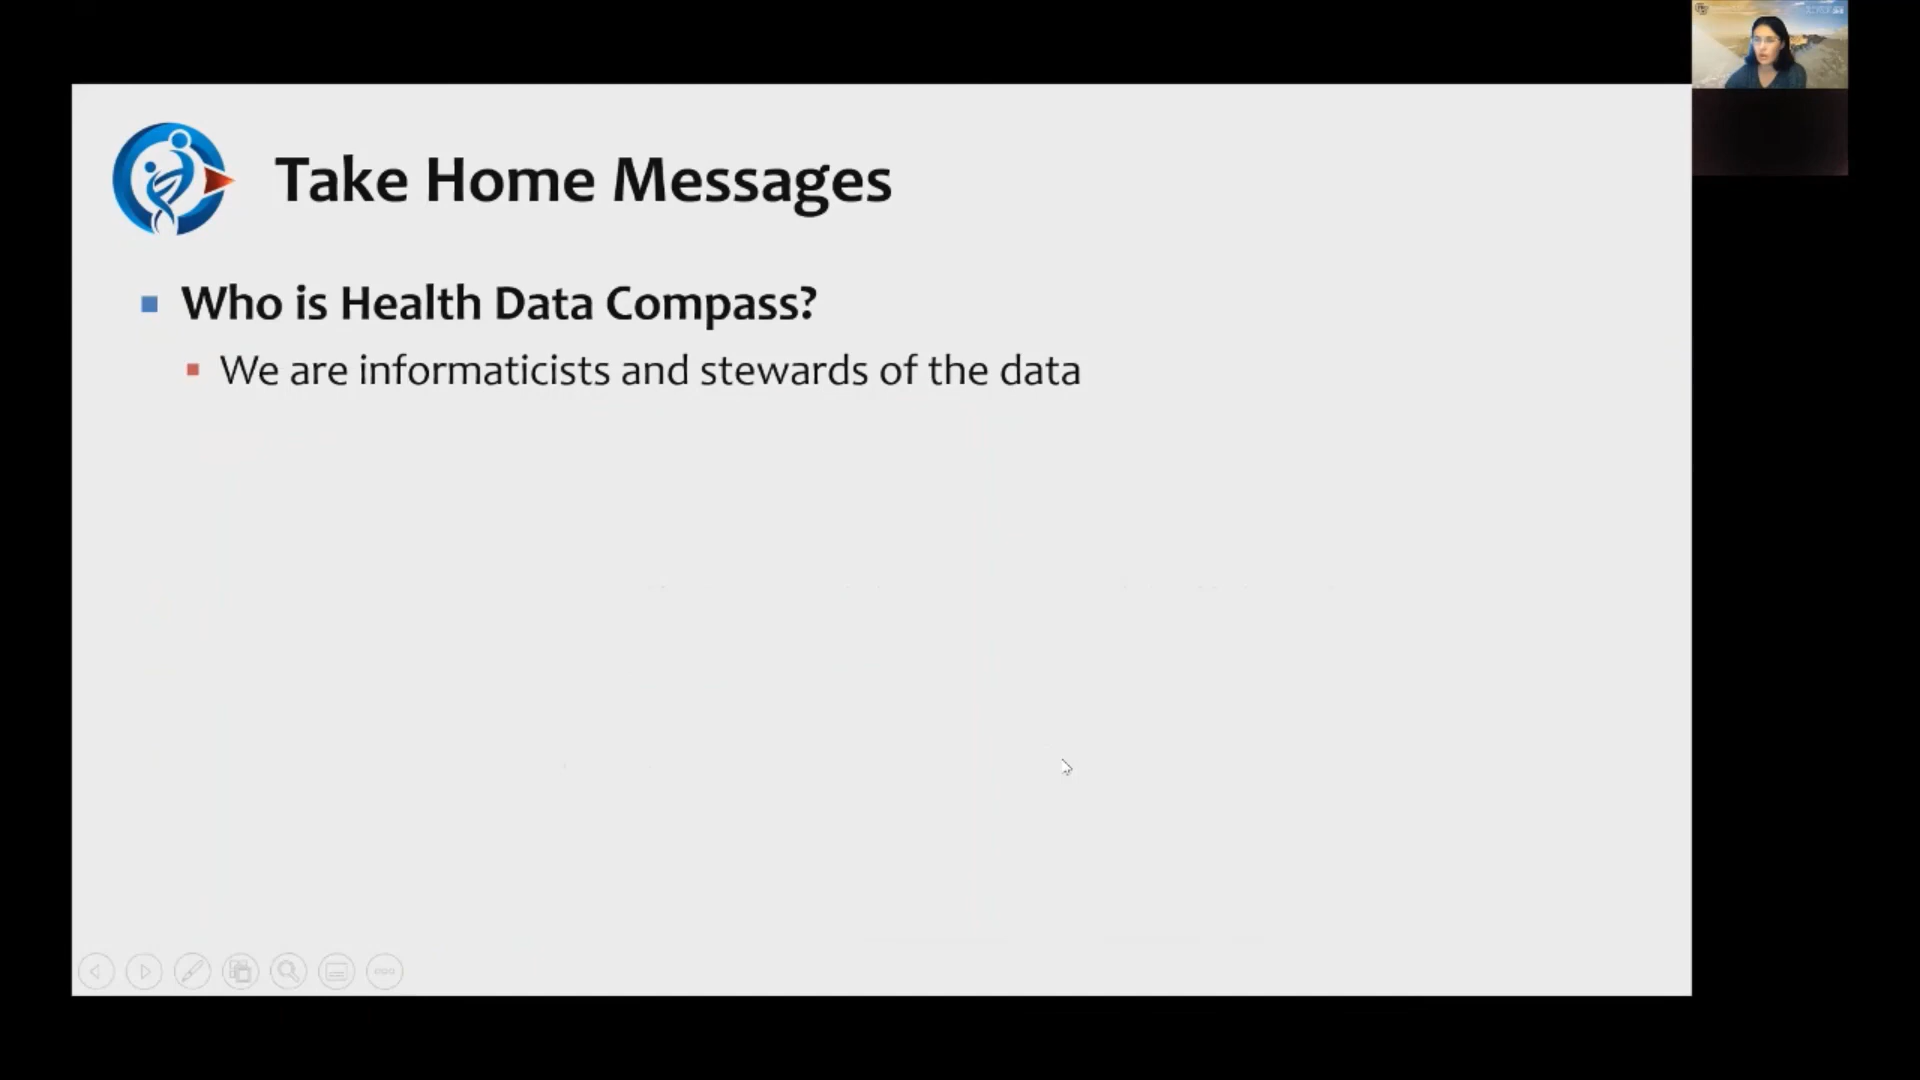 Take Home Messages
Who is Health Data Compass?
We are informaticists and stewards of the data